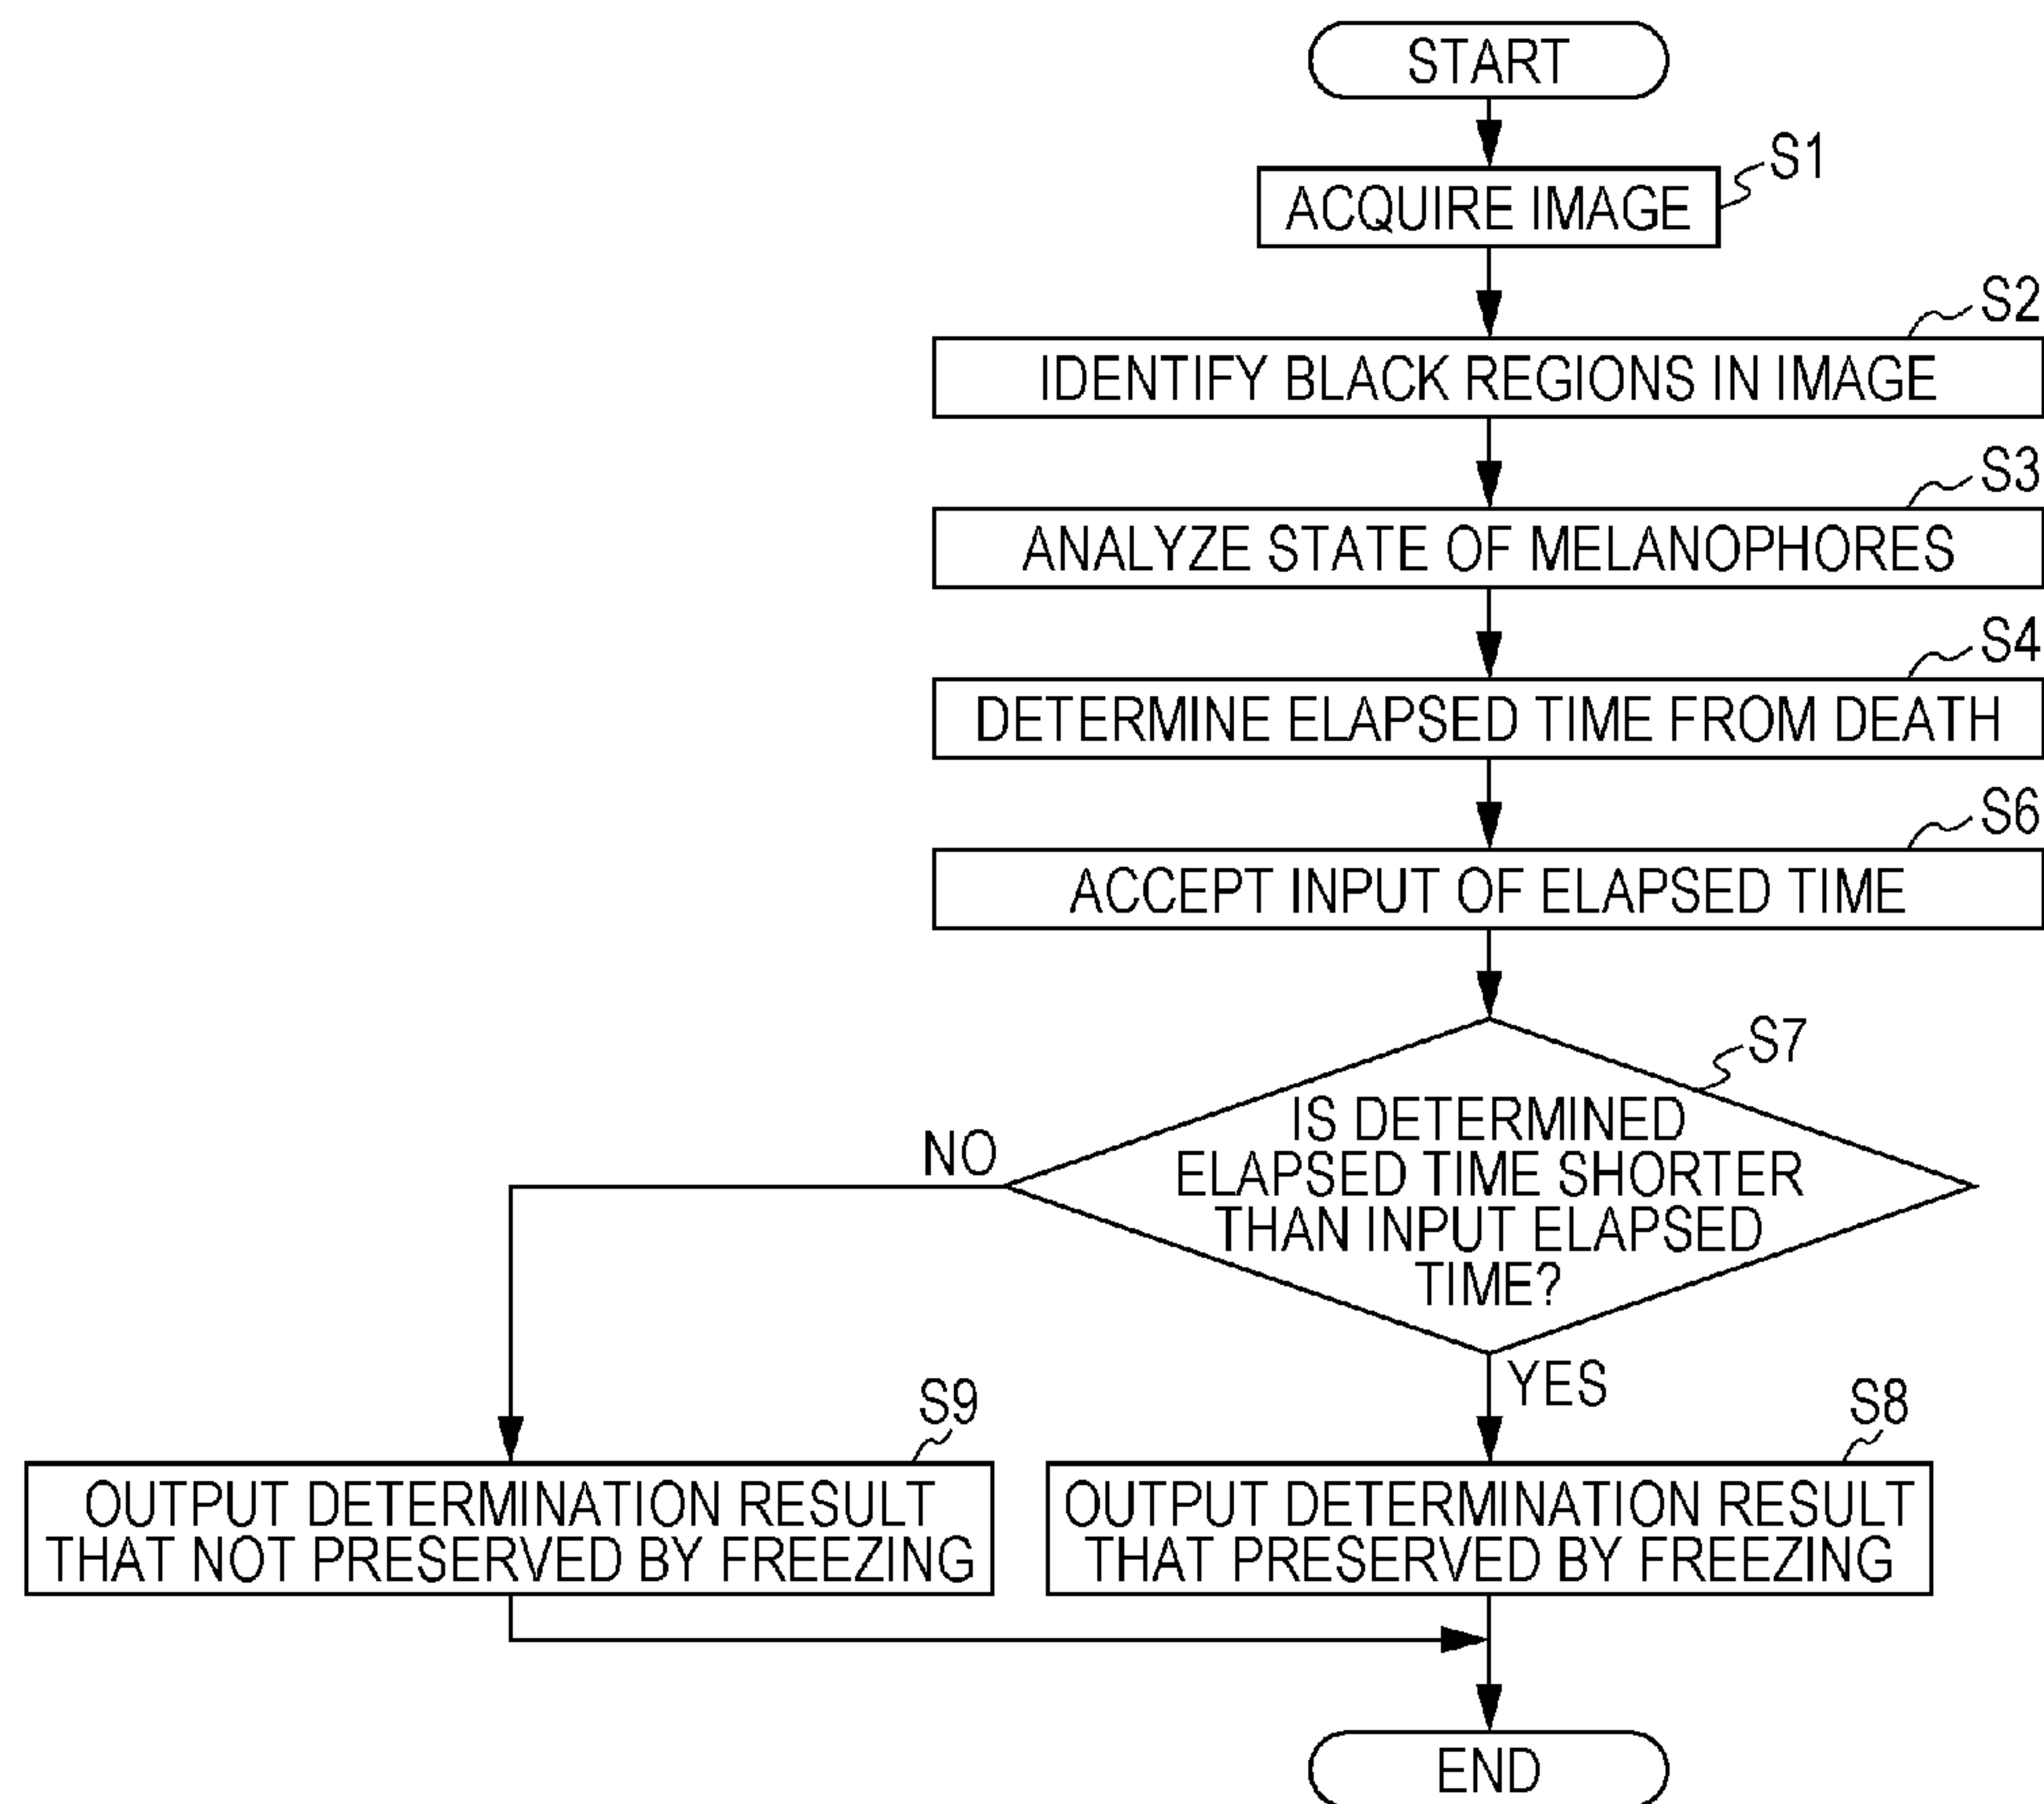 START
S1
ACQUIRE IMAGE
S2
IDENTIFY BLACK REGIONS IN IMAGE
S3
ANALYZE STATE OF MELANOPHORES
S4
DETERMINE ELAPSED TIME FROM DEATH
S6
ACCEPT INPUT OF ELAPSED TIME
S7
IS DETERMINED
ELAPSED TIME SHORTER
THAN INPUT ELAPSED
TIME?
NO
YES
S9
OUTPUT DETERMINATION RESULT
THAT NOT PRESERVED BY FREEZING
S8
OUTPUT DETERMINATION RESULT
THAT PRESERVED BY FREEZING
END